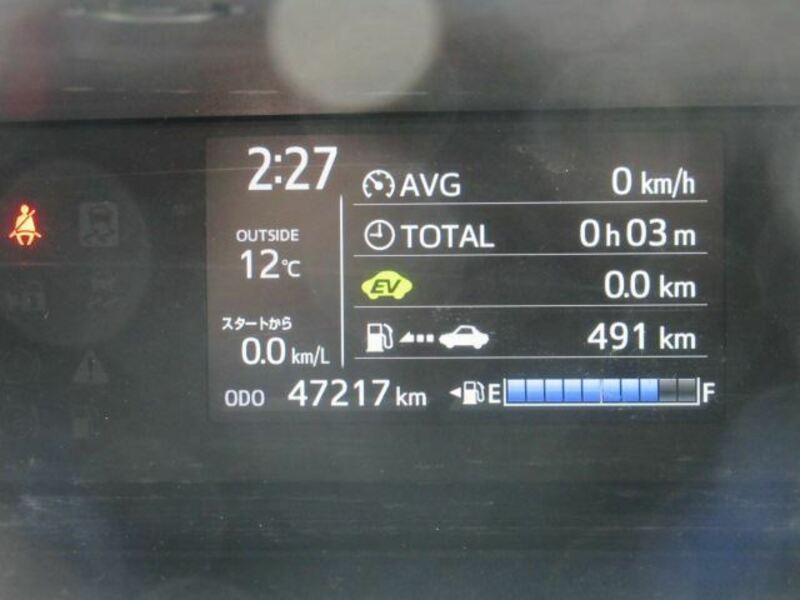 2:27
AVG 0 km/h
TOTAL 0h03m
OUTSIDE
12℃
EV 0.0 km
スタートから
0.0 km/L
491 km
ODO 47217 km E F